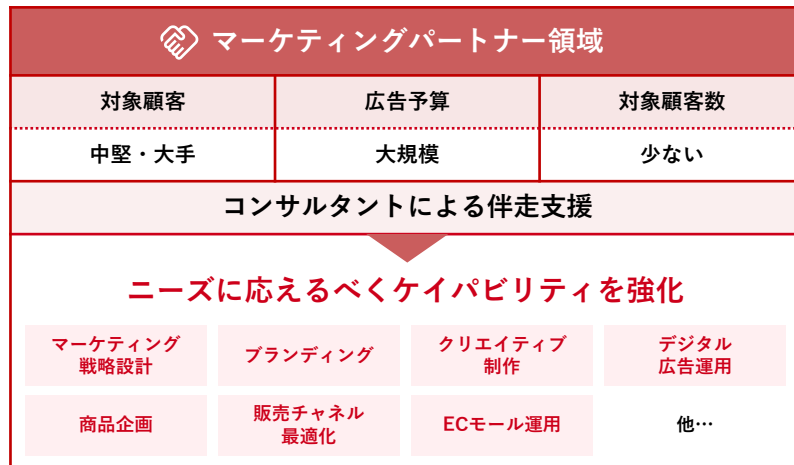 マーケティングパートナー領域
対象顧客 広告予算 対象顧客数
中堅・大手 大規模 少ない
コンサルタントによる伴走支援
ニーズに応えるべくケイパビリティを強化
マーケティング
戦略設計
ブランディング
クリエイティブ
制作
デジタル
広告運用
商品企画
販売チャネル
最適化
ECモール運用
他…